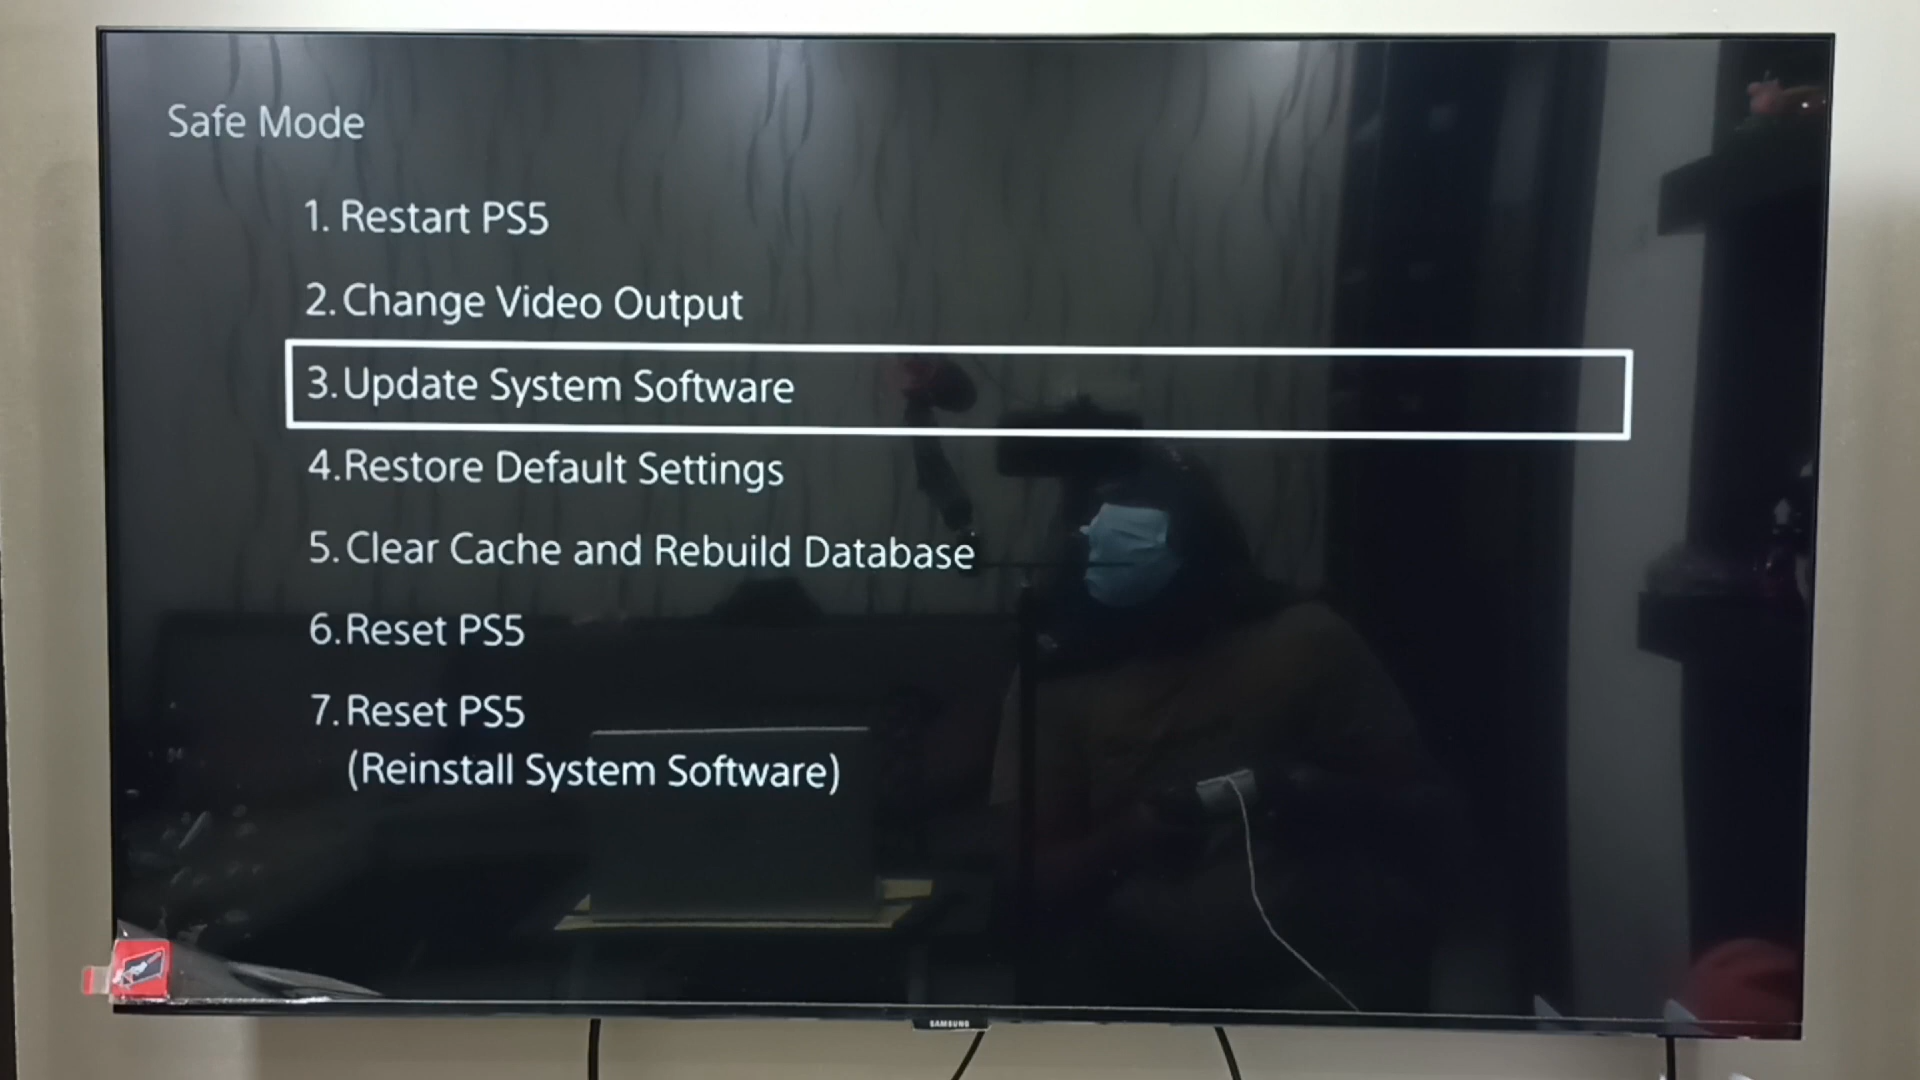 Safe Mode
1. Restart PS5
2. Change Video Output
3. Update System Software
4. Restore Default Settings
5. Clear Cache and Rebuild Database
6. Reset PS5
7. Reset PS5
(Reinstall System Software)
SAMSUNG